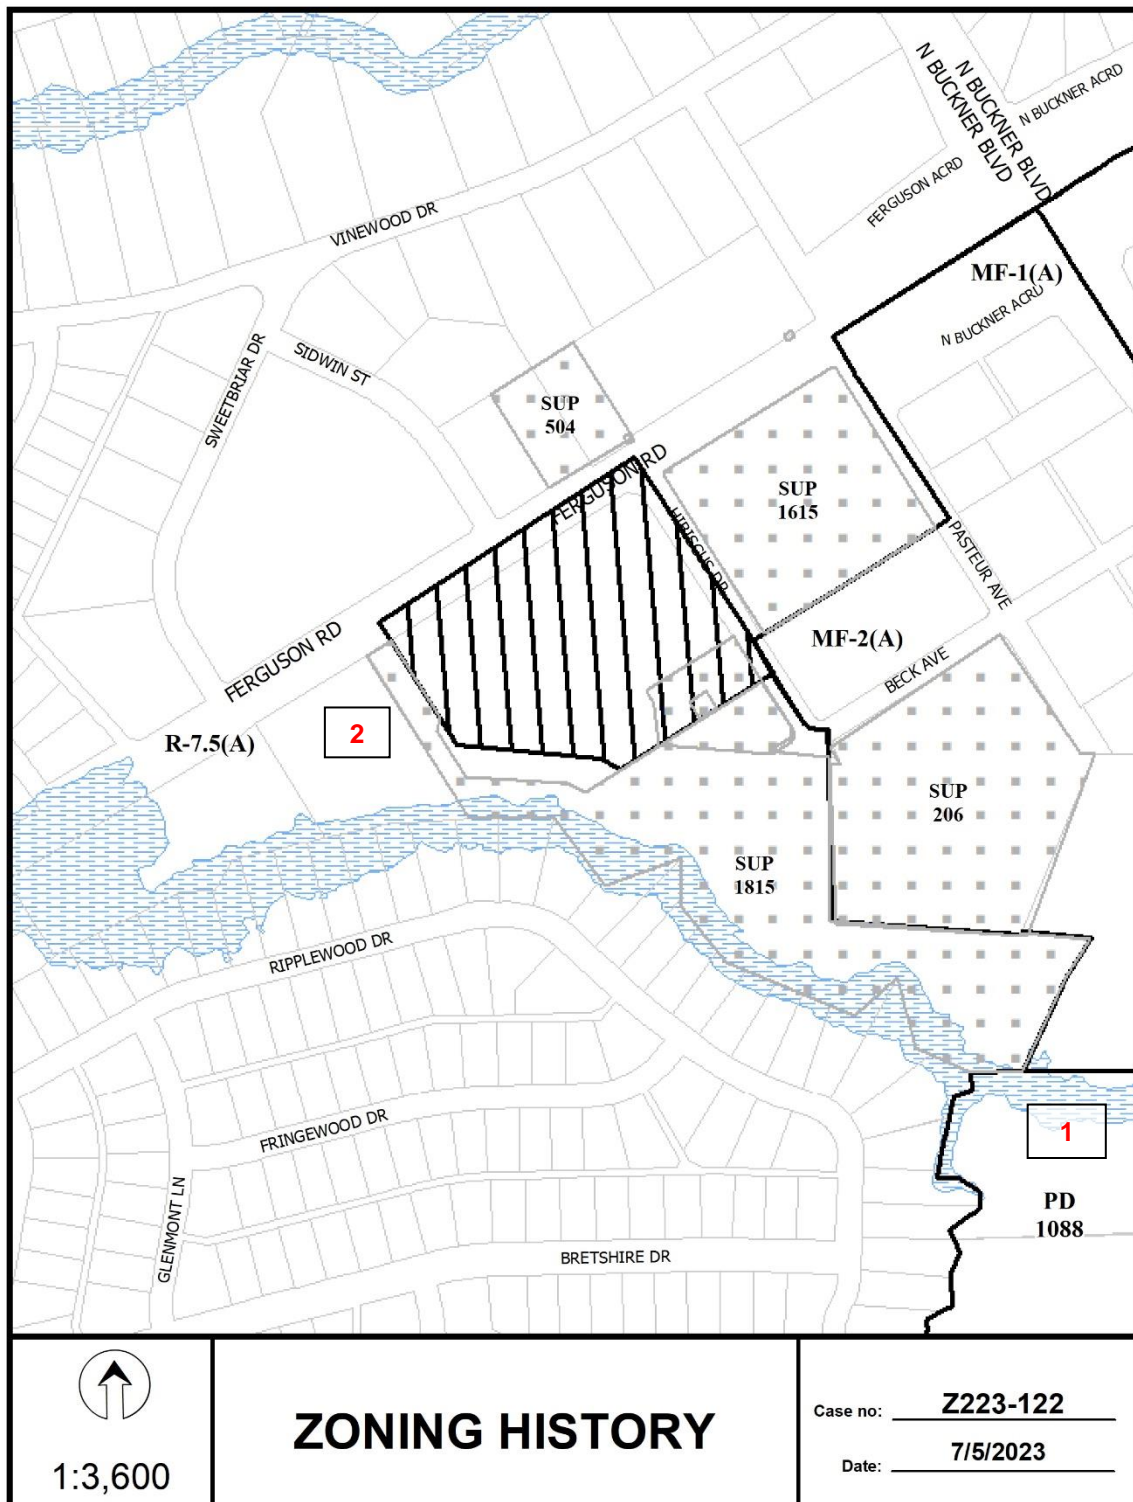 N BUCKNER BLVD
N BUCKNER BLVD
N BUCKNER ACRD
FERGUSON ACRD
VINEWOOD DR
MF-1(A)
N BUCKNER ACRD
SWEETBRIAR DR
SIDWIN ST
SUP
504
FERGUSON RD
SUP
1615
HIBISCUS DR
PASTEUR AVE
FERGUSON RD
MF-2(A)
BECK AVE
R-7.5(A)
2
SUP
206
SUP
1815
RIPPLEWOOD DR
FRINGEWOOD DR
1
GLENMONT LN
PD
1088
BRETSHIRE DR
1:3,600
ZONING HISTORY
Case no: Z223-122
Date: 7/5/2023